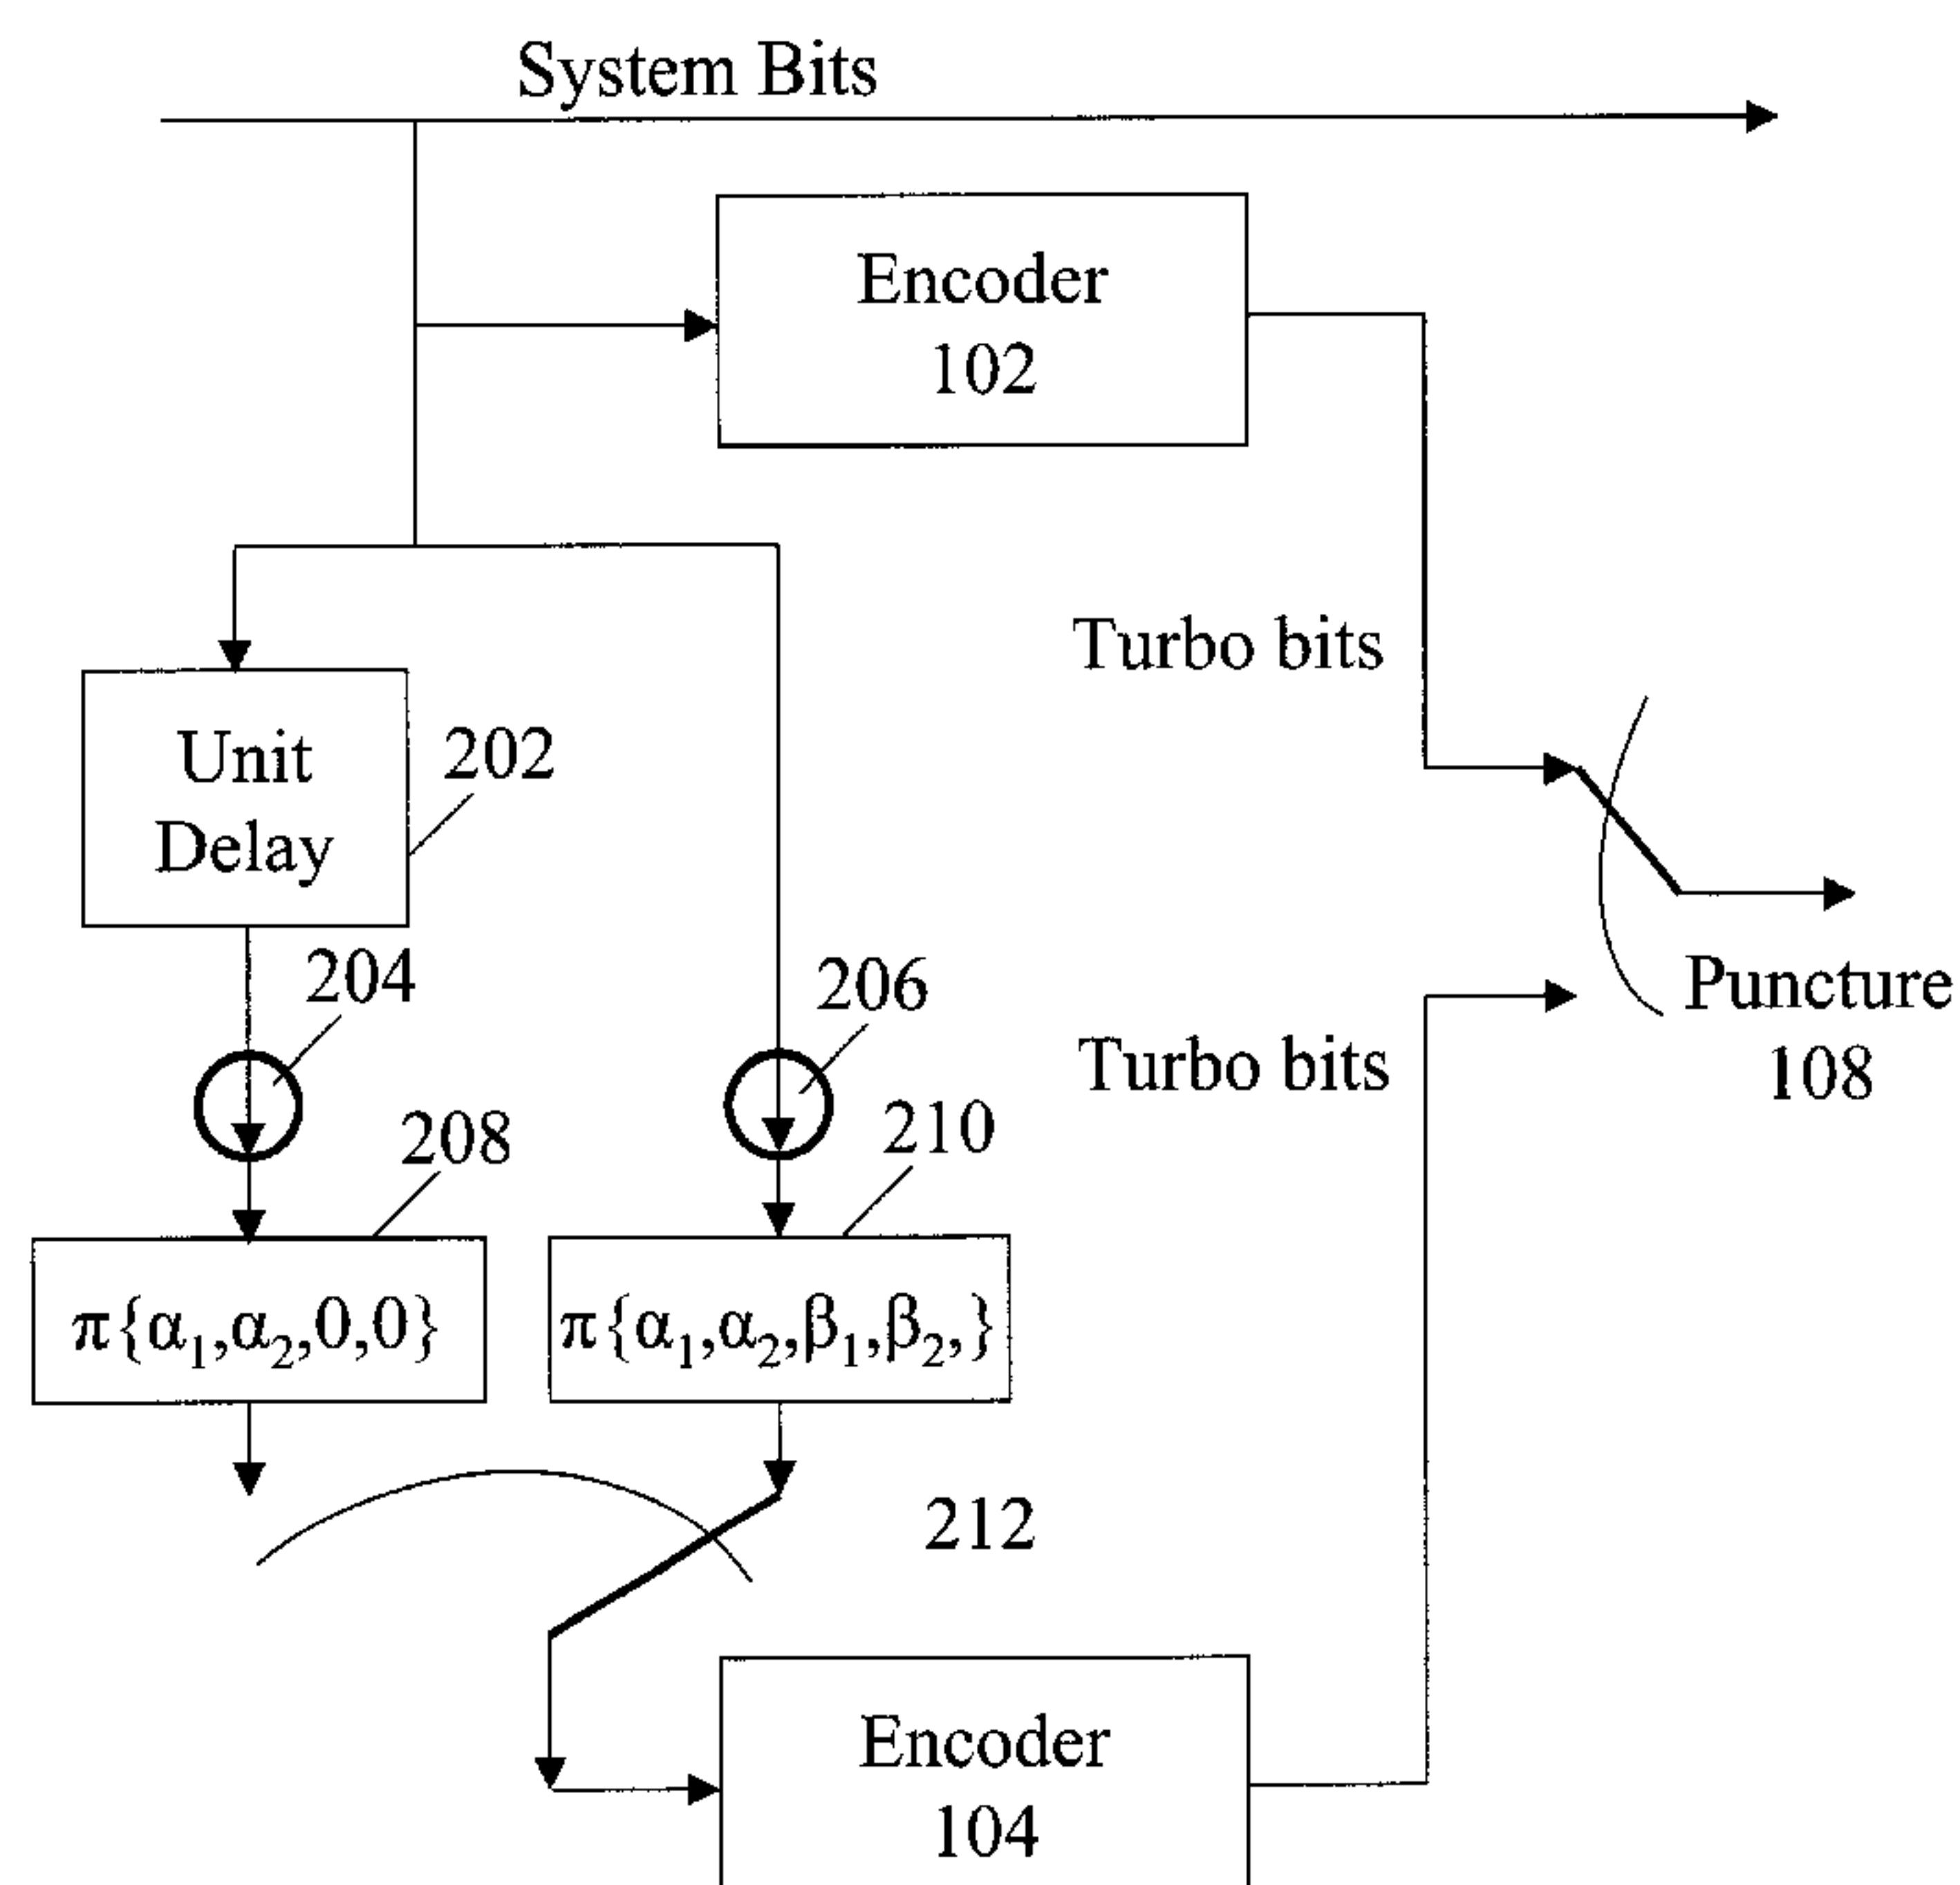 System Bits
Encoder
102
Turbo bits
Unit
Delay
202
204
206
Puncture
108
Turbo bits
208
210
π{α₁,α₂,0,0}
π{α₁,α₂,β₁,β₂,}
212
Encoder
104